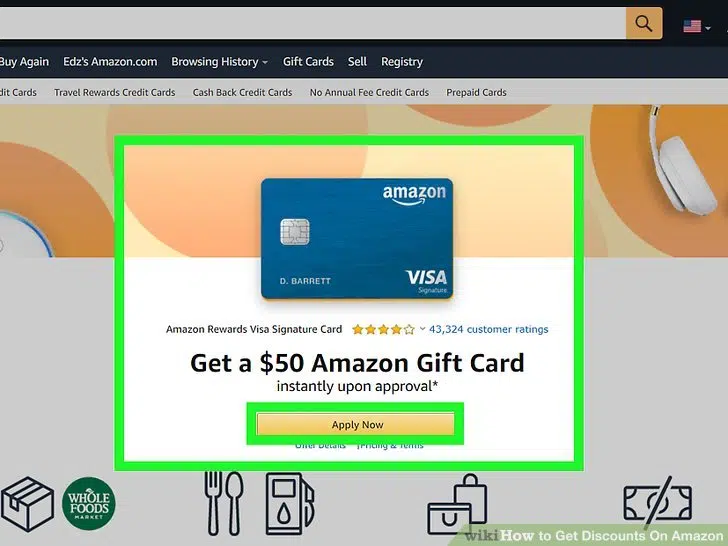 Buy Again Edz's Amazon.com Browsing History Gift Cards Sell Registry
dit Cards Travel Rewards Credit Cards Cash Back Credit Cards No Annual Fee Credit Cards Prepaid Cards
amazon
D. BARRETT
VISA
Signature
Amazon Rewards Visa Signature Card 43,324 customer ratings
Get a $50 Amazon Gift Card
instantly upon approval*
Apply Now
Offer Details Pricing & Terms
WHOLE
FOODS
MARKET
wikiHow to Get Discounts On Amazon